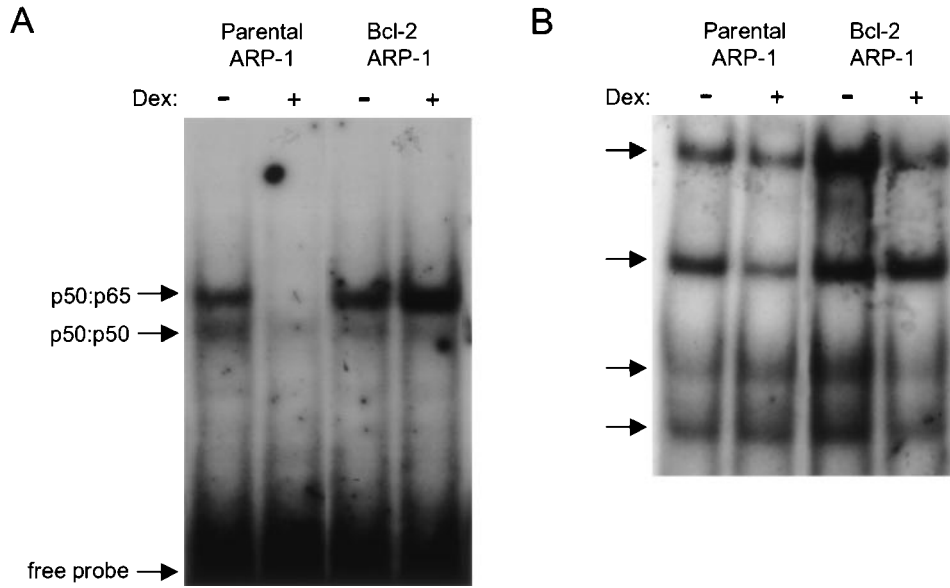 A
Parental
ARP-1
Bcl-2
ARP-1
Dex:
-
+
-
+
p50:p65
p50:p50
free probe
B
Parental
ARP-1
Bcl-2
ARP-1
Dex:
-
+
-
+